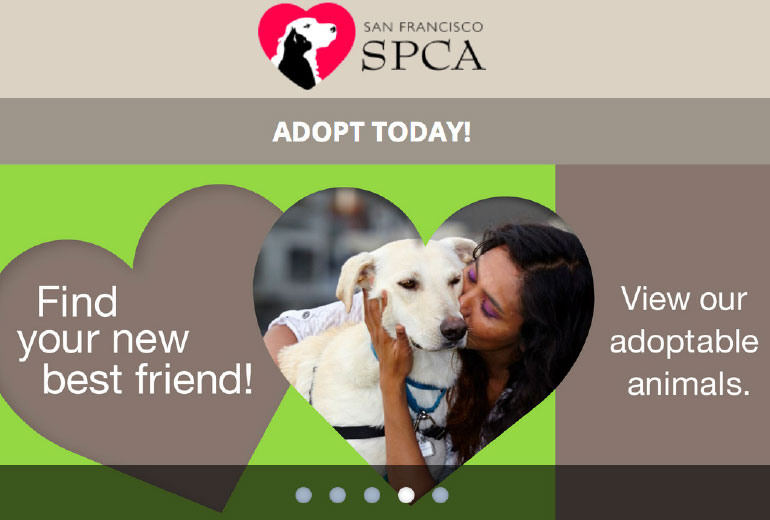 SAN FRANCISCO
SPCA
ADOPT TODAY!
Find
your new
best friend!
View our
adoptable
animals.